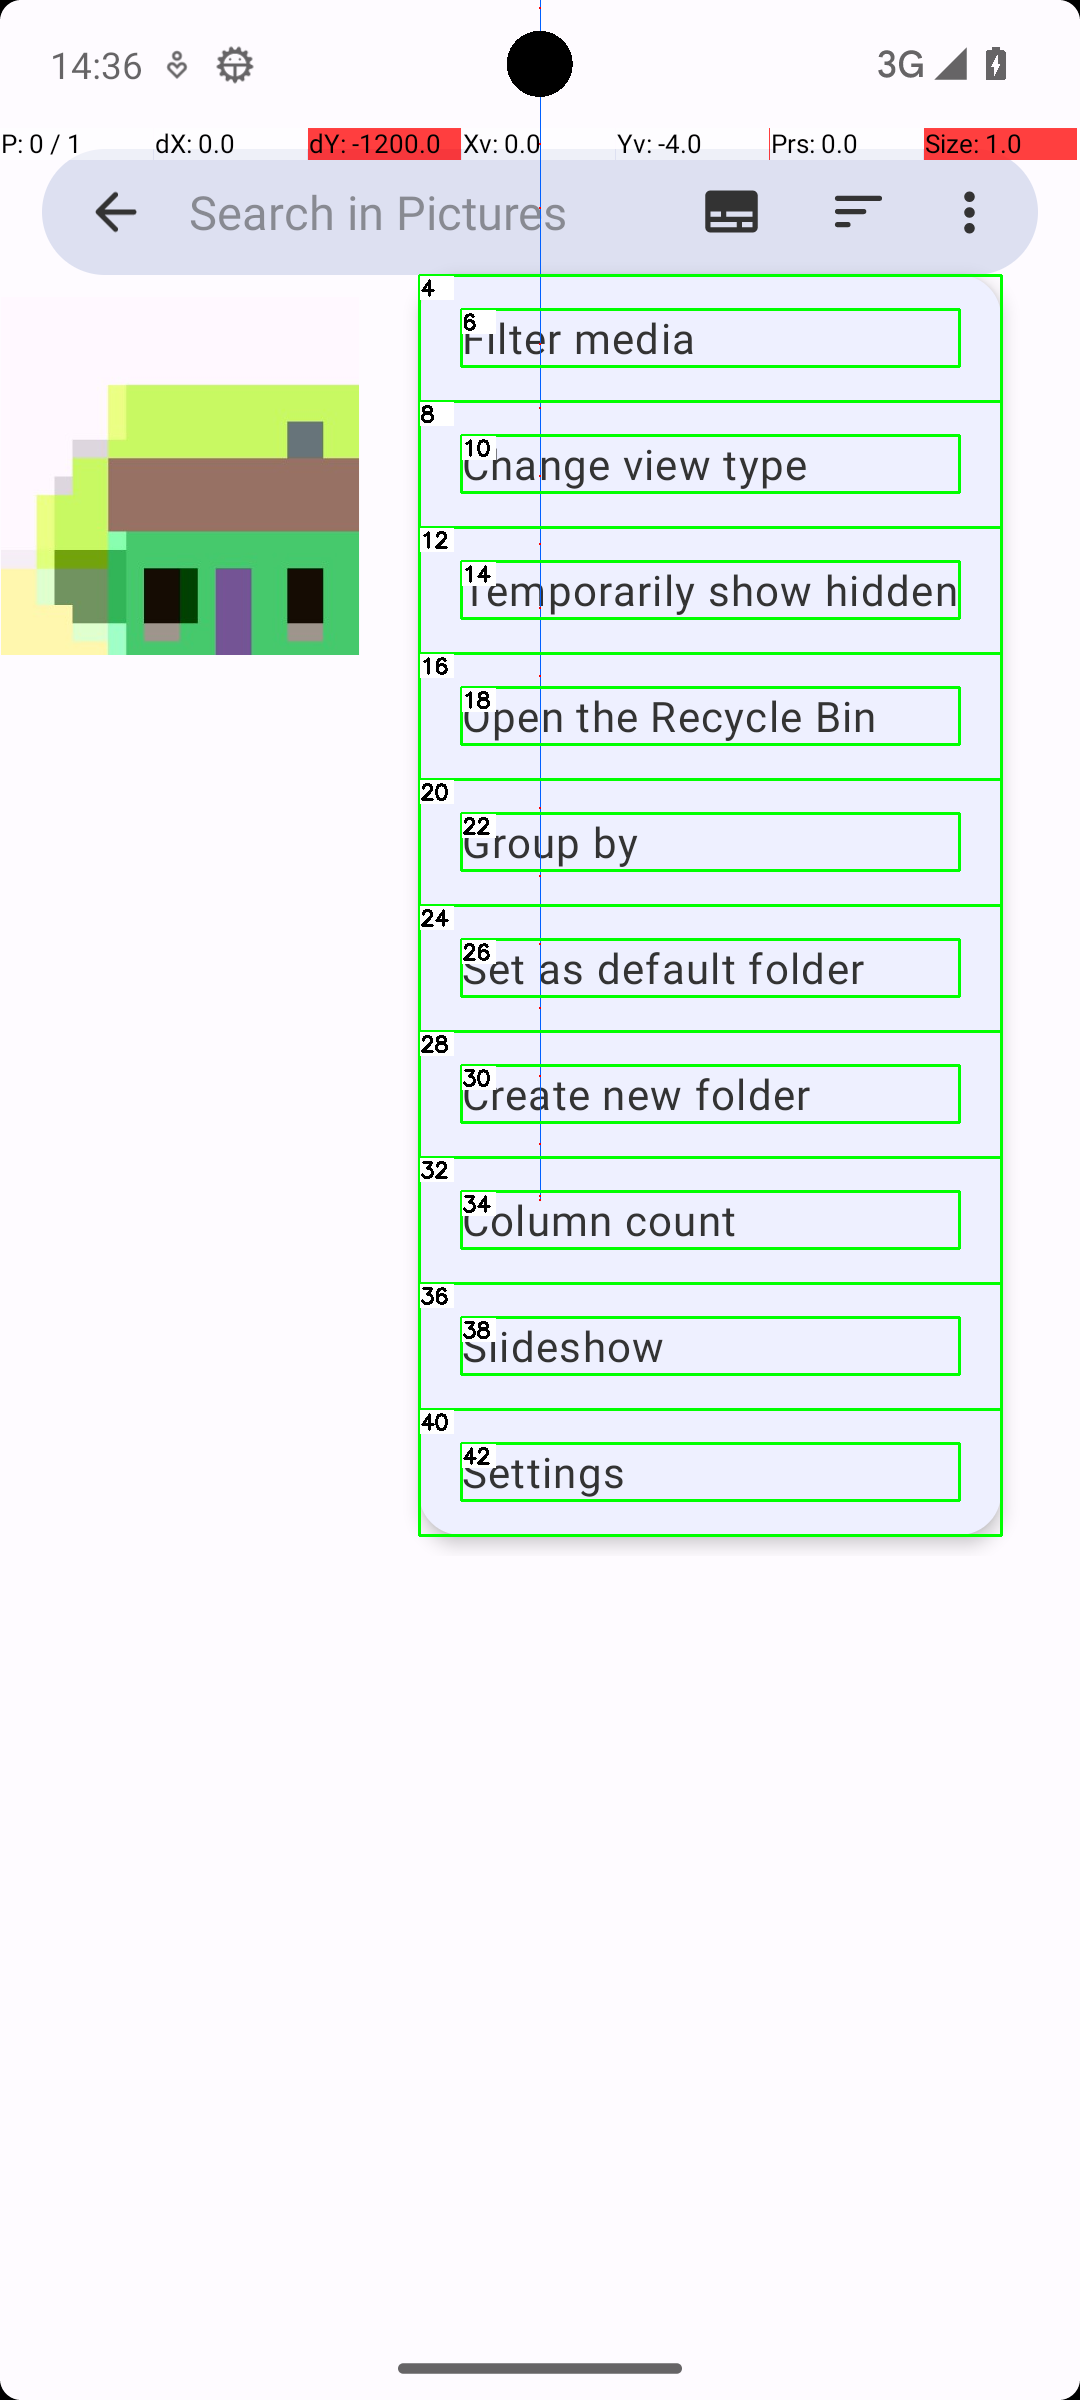 14:36
3G
P: 0 / 1
dX: 0.0
dY: -1200.0
Xv: 0.0
Yv: -4.0
Prs: 0.0
Size: 1.0
Search in Pictures
4
6
Filter media
8
10
Change view type
12
14
Temporarily show hidden
16
18
Open the Recycle Bin
20
22
Group by
24
26
Set as default folder
28
30
Create new folder
32
34
Column count
36
38
Slideshow
40
42
Settings